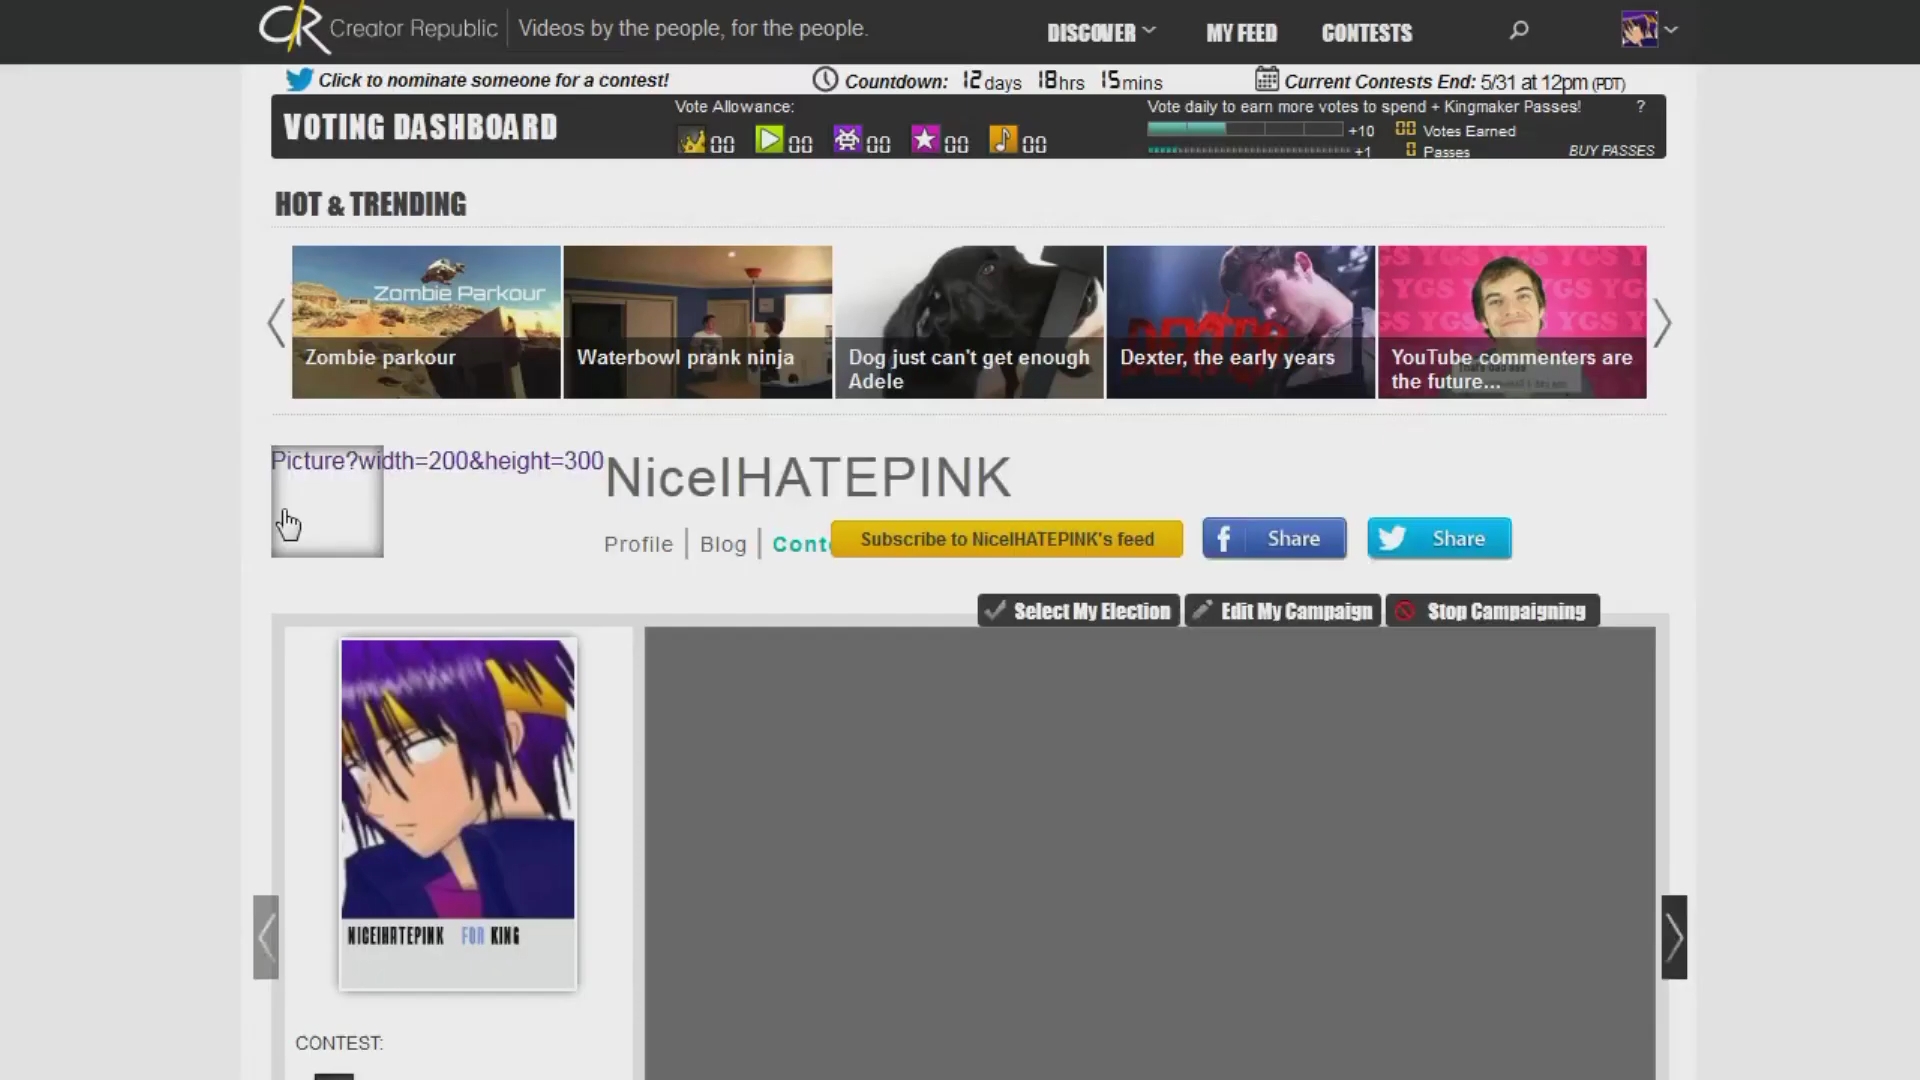 CR Creator Republic Videos by the people, for the people.
DISCOVER MY FEED CONTESTS
Click to nominate someone for a contest! Countdown: 12 days 18 hrs 15 mins Current Contests End: 5/31 at 12pm (PDT)
VOTING DASHBOARD
Vote Allowance:
00 00 00 00 00
Vote daily to earn more votes to spend + Kingmaker Passes! ?
+10 00 Votes Earned
+1 0 Passes BUY PASSES
HOT & TRENDING
Zombie Parkour
Zombie parkour
Waterbowl prank ninja
Dog just can't get enough
Adele
Dexter, the early years
YouTube commenters are
the future...
Picture?width=200&height=300
NiceIHATEPINK
Profile Blog Cont
Subscribe to NiceIHATEPINK's feed
f Share
Share
Select My Election Edit My Campaign Stop Campaigning
NICEIHATEPINK FOR KING
CONTEST: